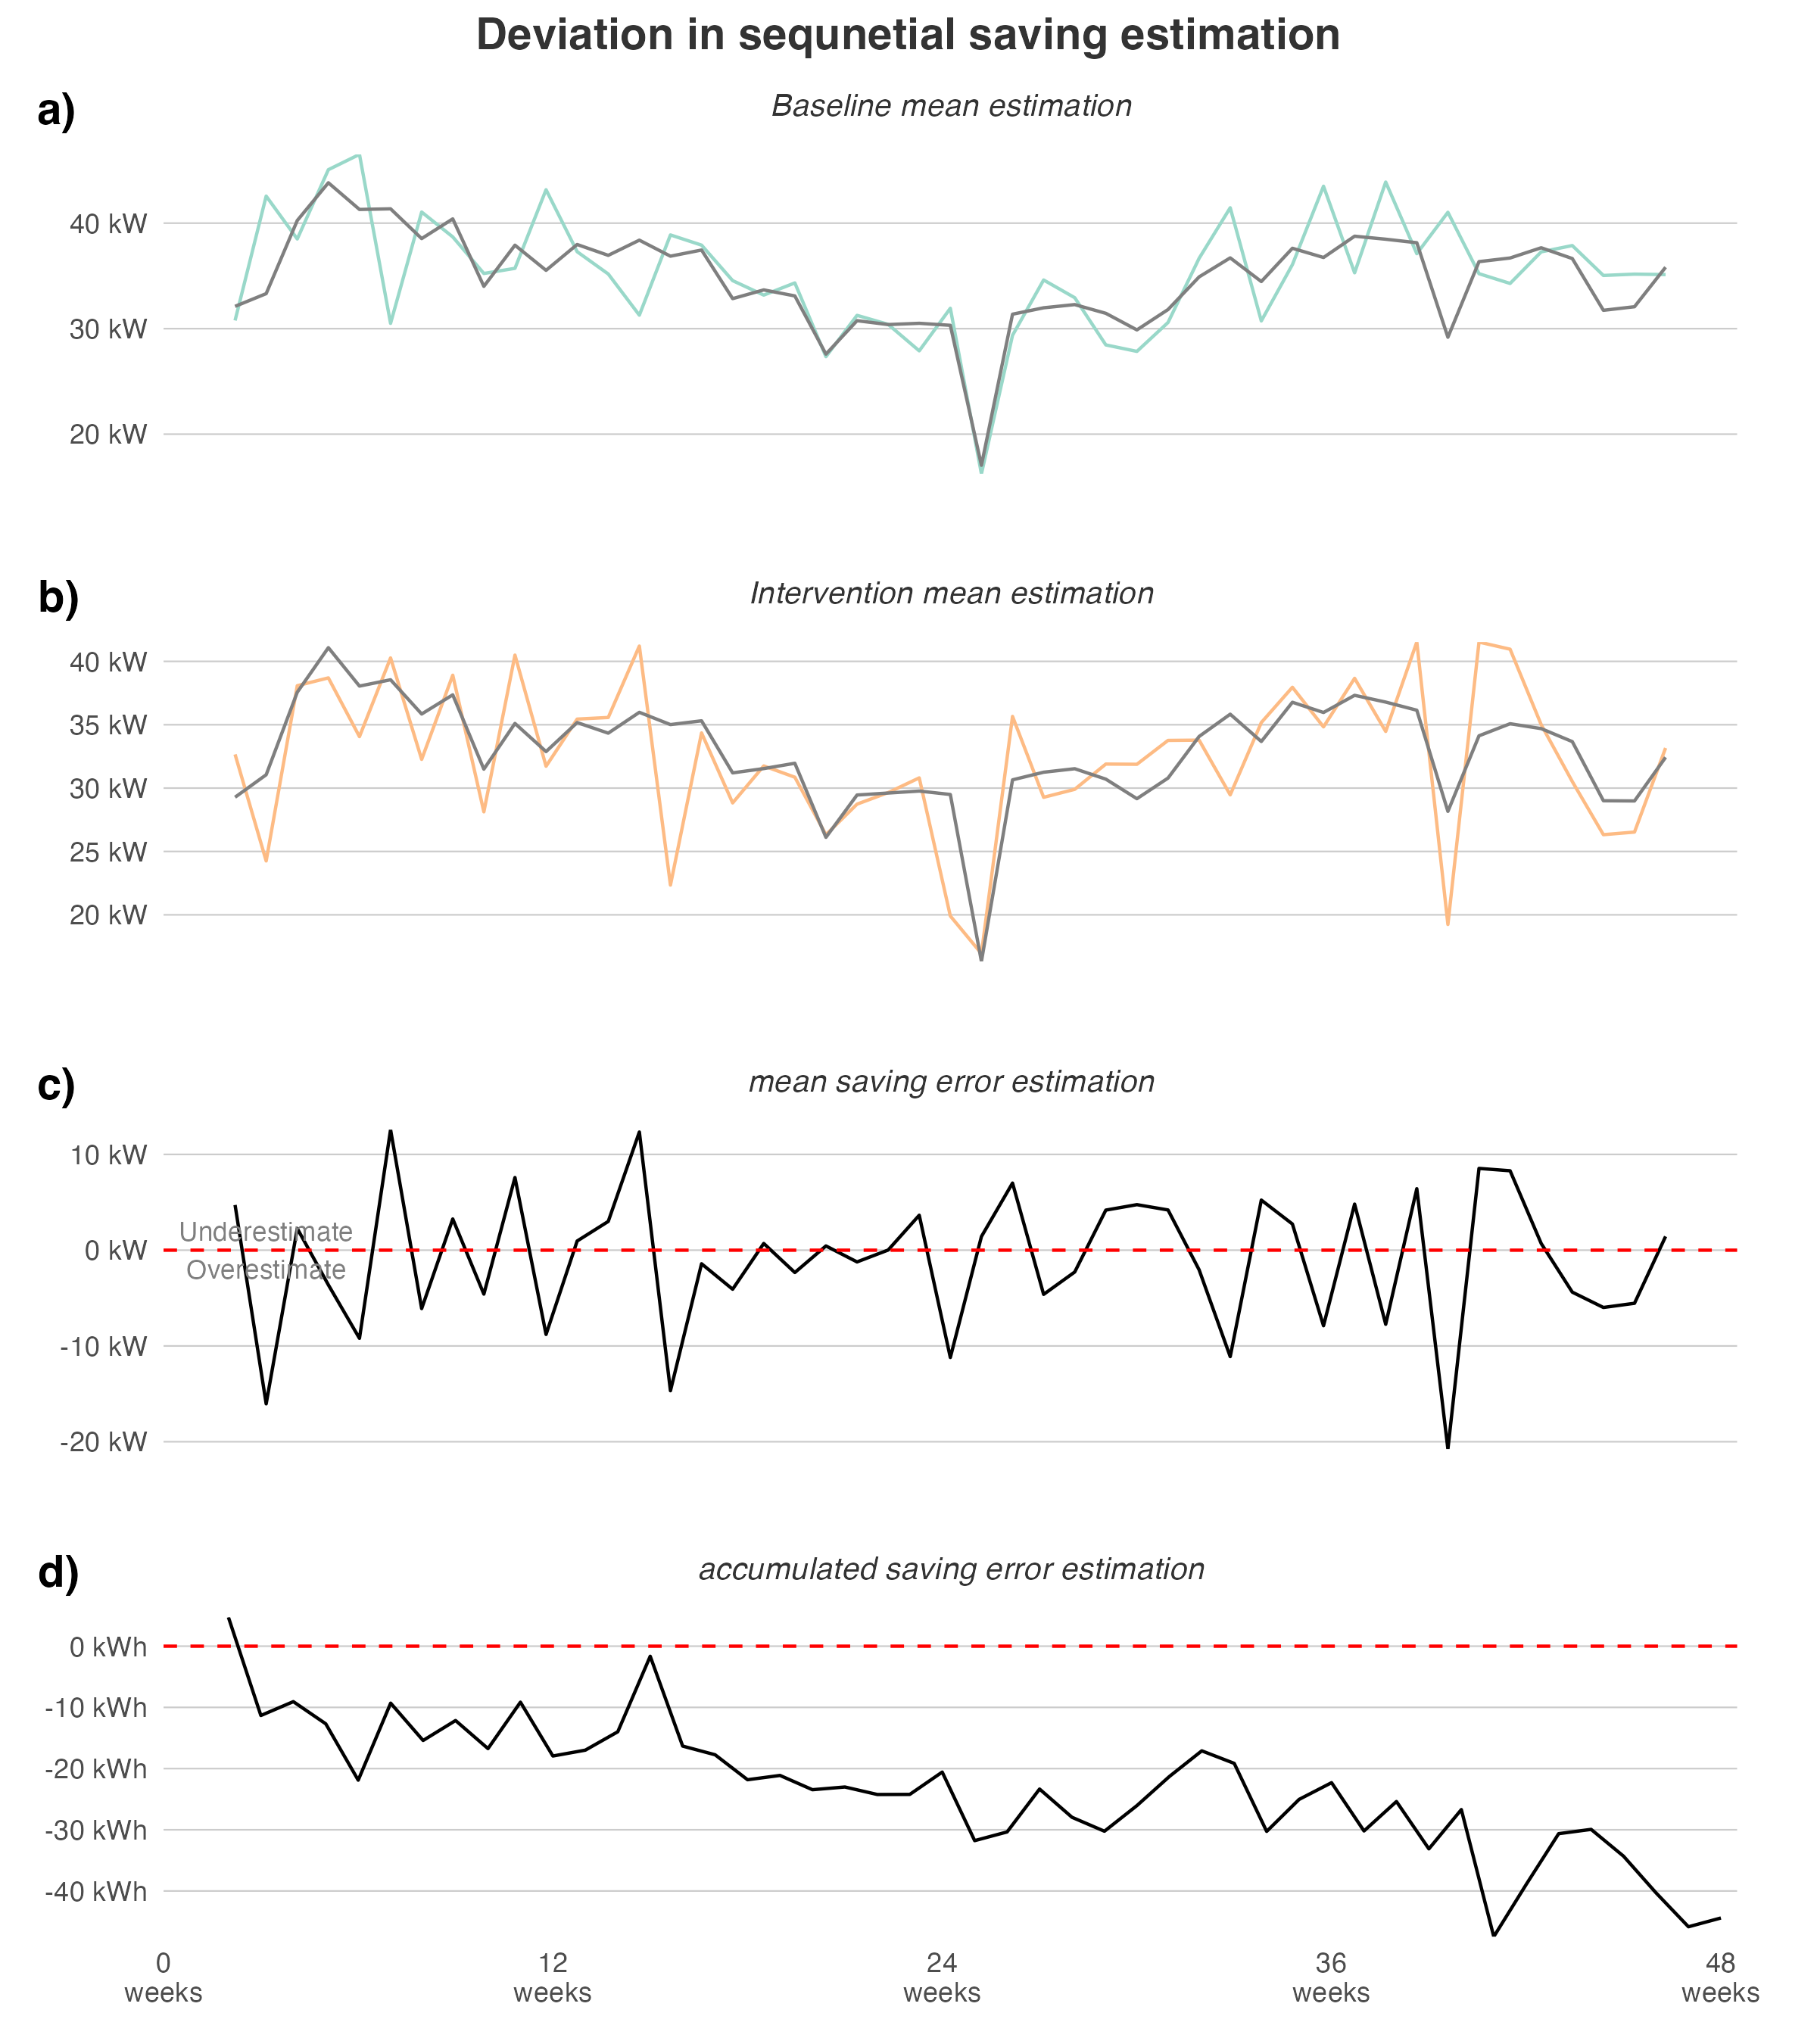 Deviation in sequnetial saving estimation
a)
Baseline mean estimation
40 kW
30 kW
20 kW
b)
Intervention mean estimation
40 kW
35 kW
30 kW
25 kW
20 kW
c)
mean saving error estimation
10 kW
Underestimate
0 kW
Overestimate
-10 kW
-20 kW
d)
accumulated saving error estimation
0 kWh
-10 kWh
-20 kWh
-30 kWh
-40 kWh
0 12 24 36 48
weeks weeks weeks weeks weeks